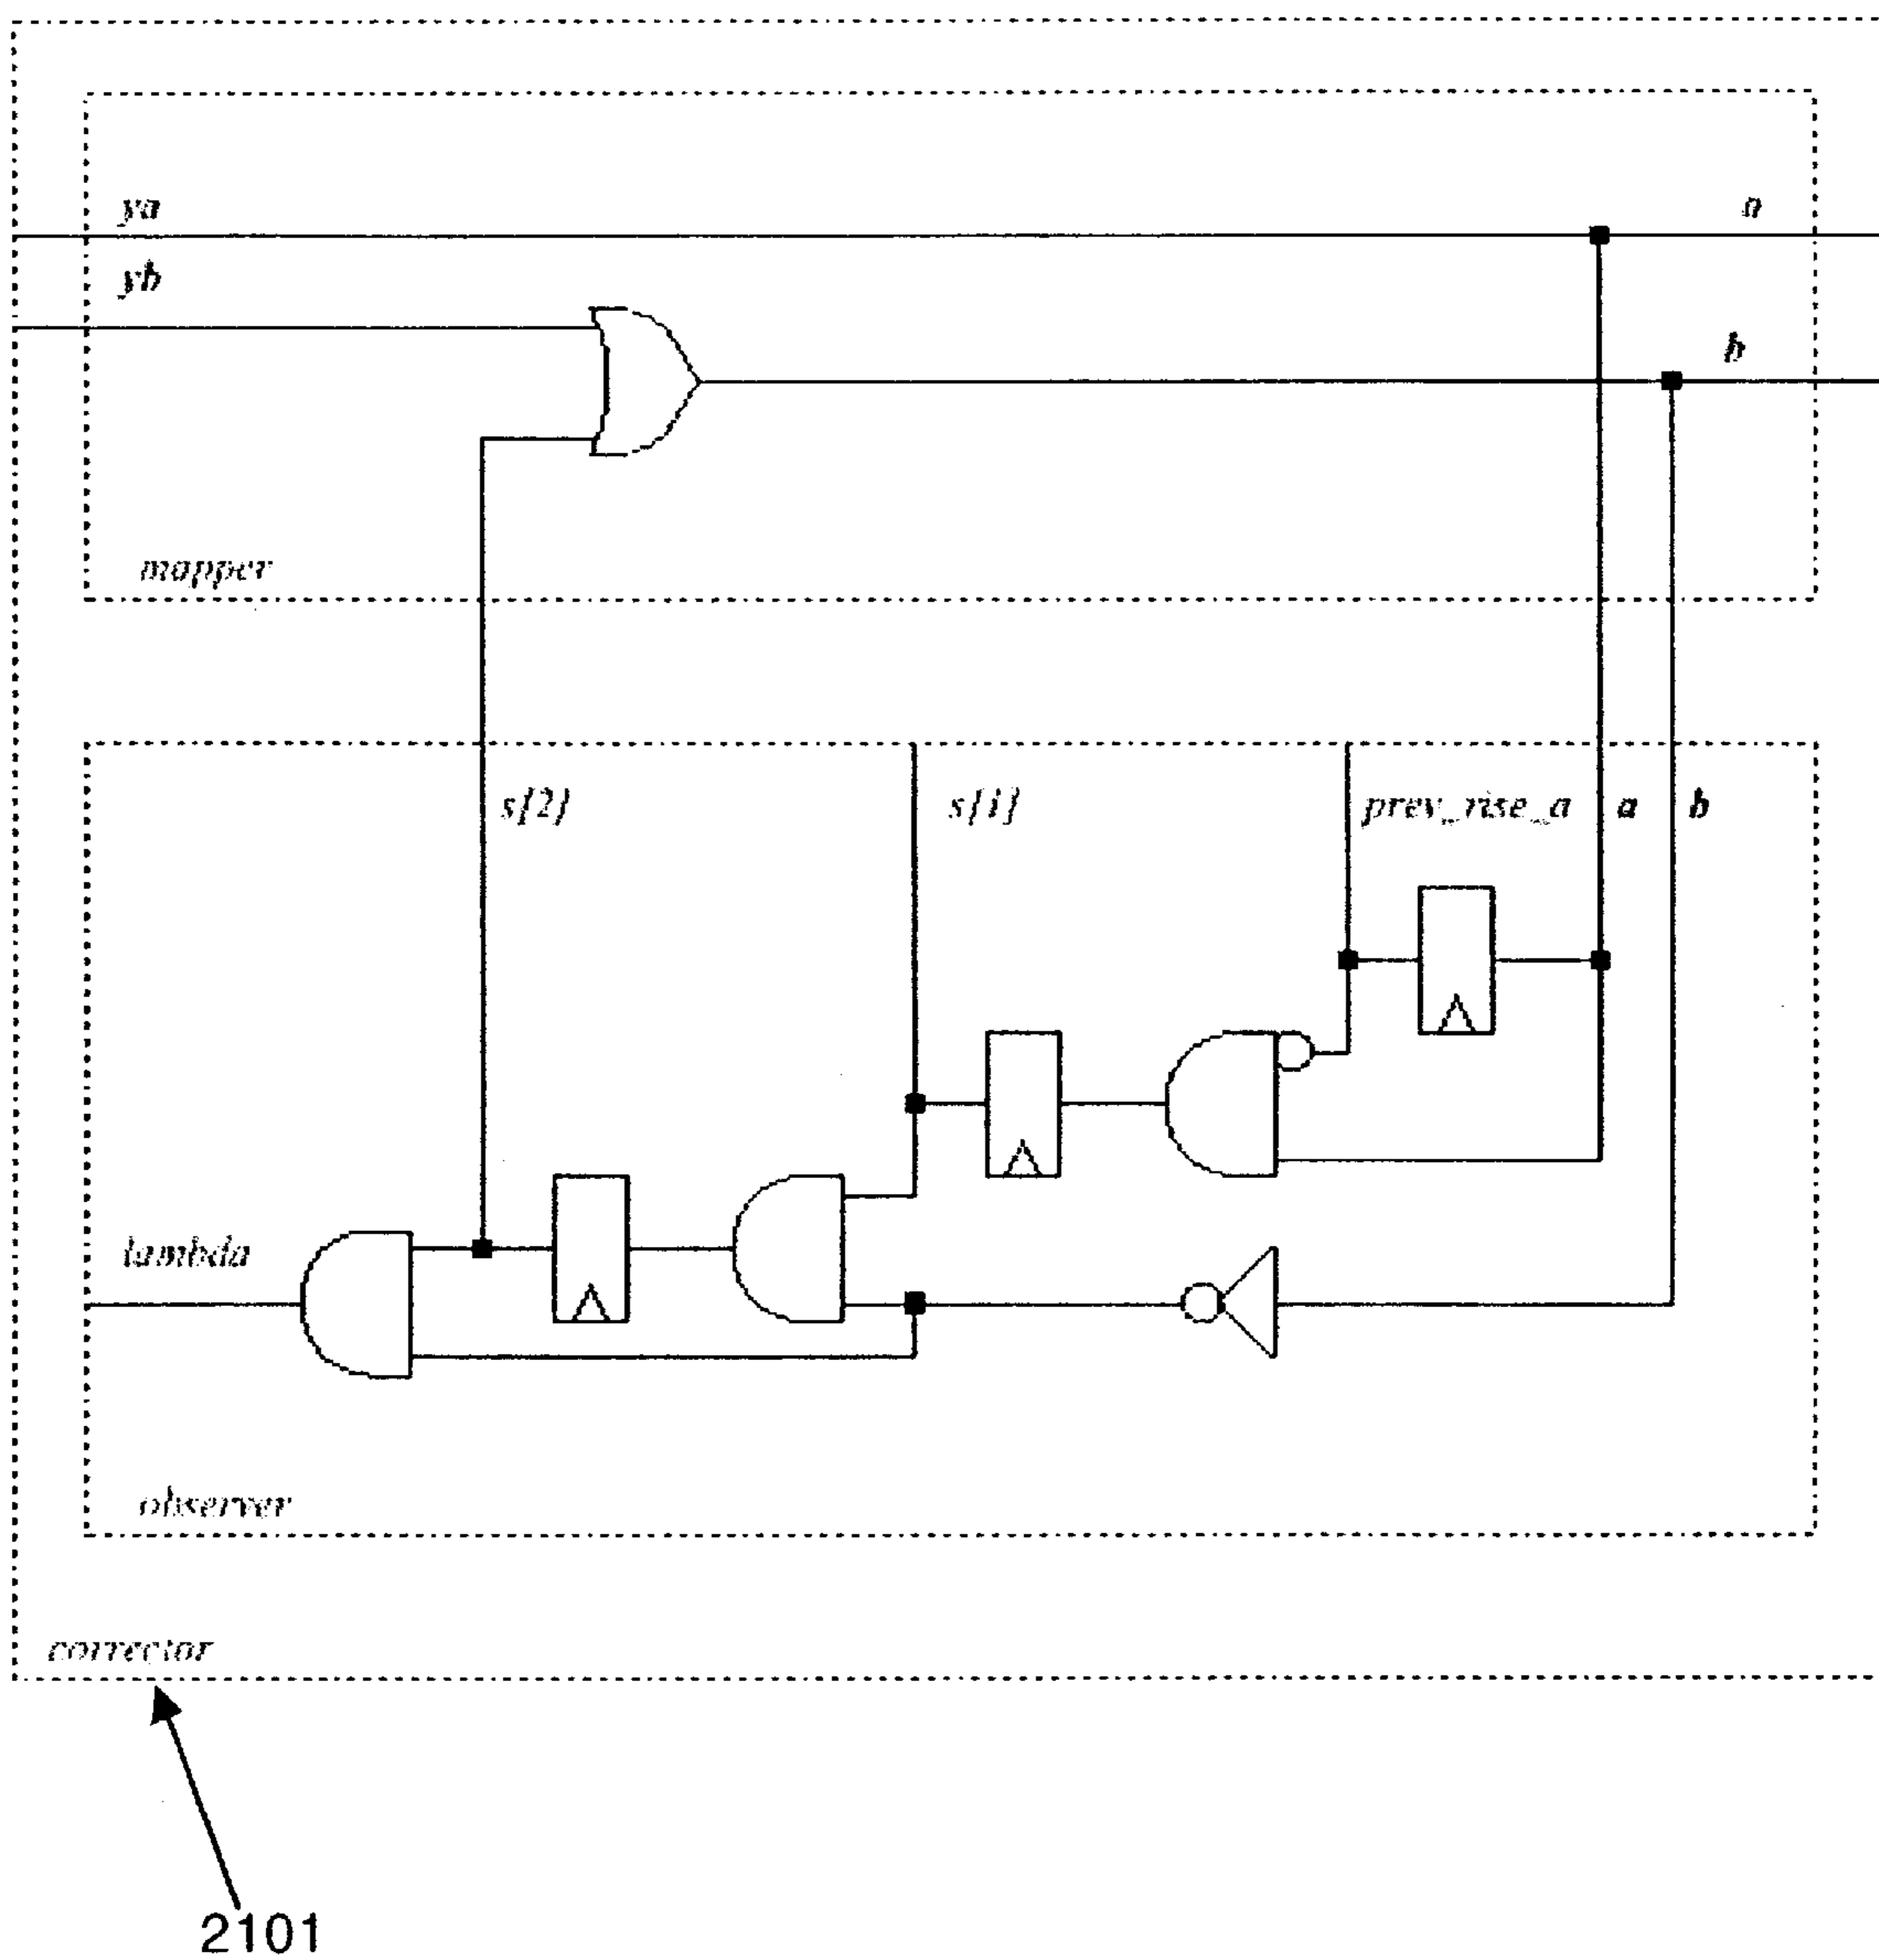 ya
a
yb
b
mapper
s[2]
s[1]
prev_rise_a
a
b
lambda
observer
corrector
2101